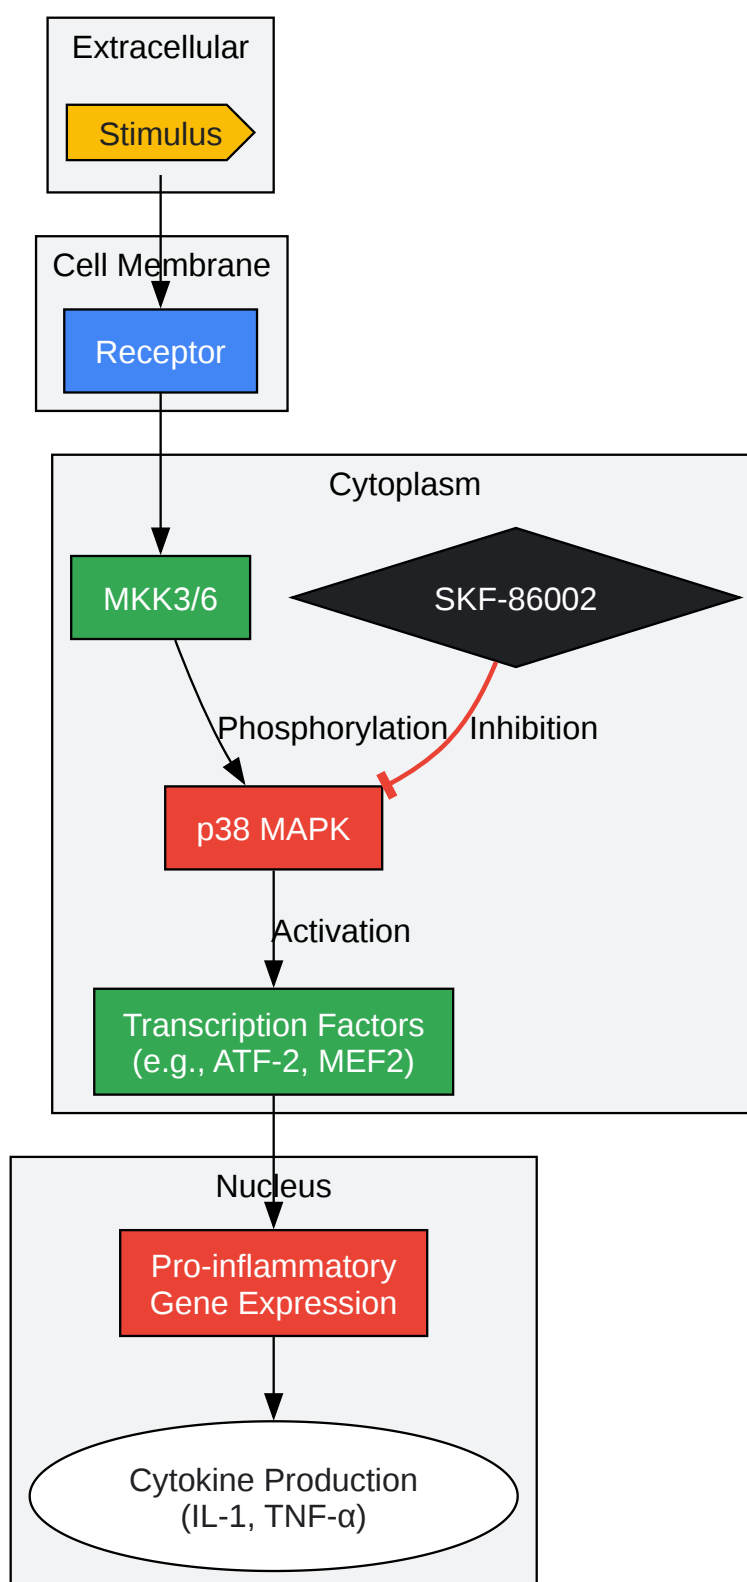 Extracellular
Stimulus
Cell Membrane
Receptor
Cytoplasm
MKK3/6
SKF-86002
Phosphorylation
Inhibition
p38 MAPK
Activation
Transcription Factors
(e.g., ATF-2, MEF2)
Nucleus
Pro-inflammatory
Gene Expression
Cytokine Production
(IL-1, TNF-α)